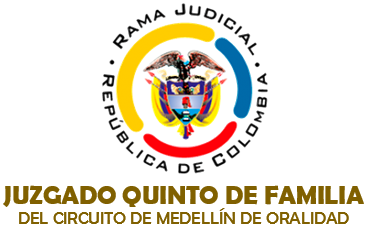 RAMA JUDICIAL
REPÚBLICA DE COLOMBIA
JUZGADO QUINTO DE FAMILIA
DEL CIRCUITO DE MEDELLÍN DE ORALIDAD